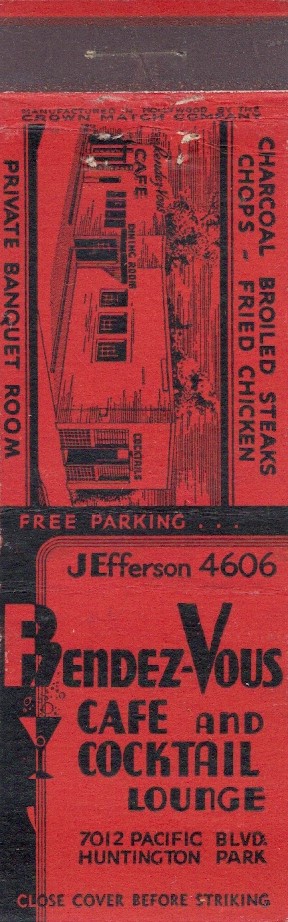 MANUFACTURED IN HOLLYWOOD BY THE
CROWN MATCH COMPANY
CHARCOAL BROILED STEAKS
CHOPS - FRIED CHICKEN
Rendez-Vous
CAFE
DINING ROOM
COCKTAILS
PRIVATE BANQUET ROOM
FREE PARKING . . .
JEfferson 4606
RENDEZ-VOUS
CAFE AND
COCKTAIL
LOUNGE
7012 PACIFIC BLVD.
HUNTINGTON PARK
CLOSE COVER BEFORE STRIKING